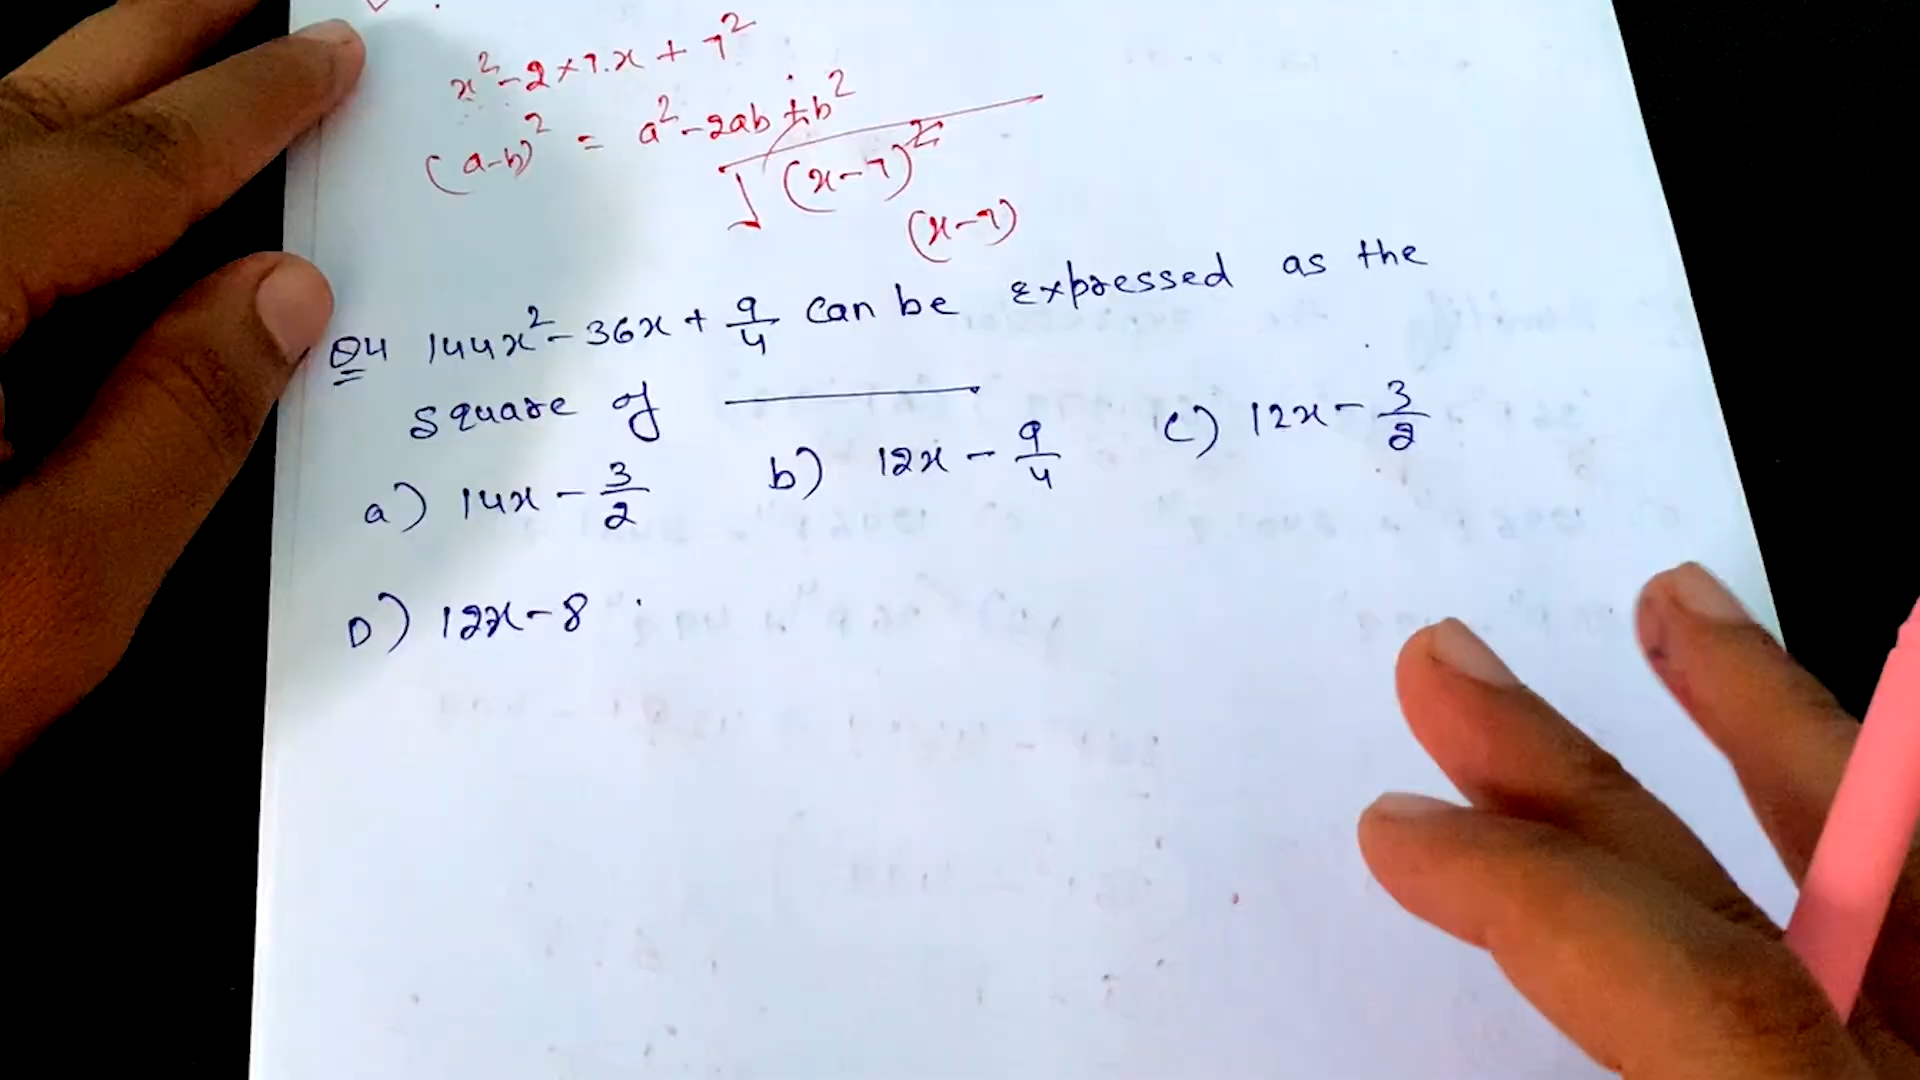 x² - 2 × 7.x + 7²
(a-b)² = a² - 2ab + b²
√(x-7)²
(x-7)
Q4 144x² - 36x + 9/4 can be expressed as the
square of ______
a) 14x - 3/2 b) 12x - 9/4 c) 12x - 3/2
D) 12x - 8